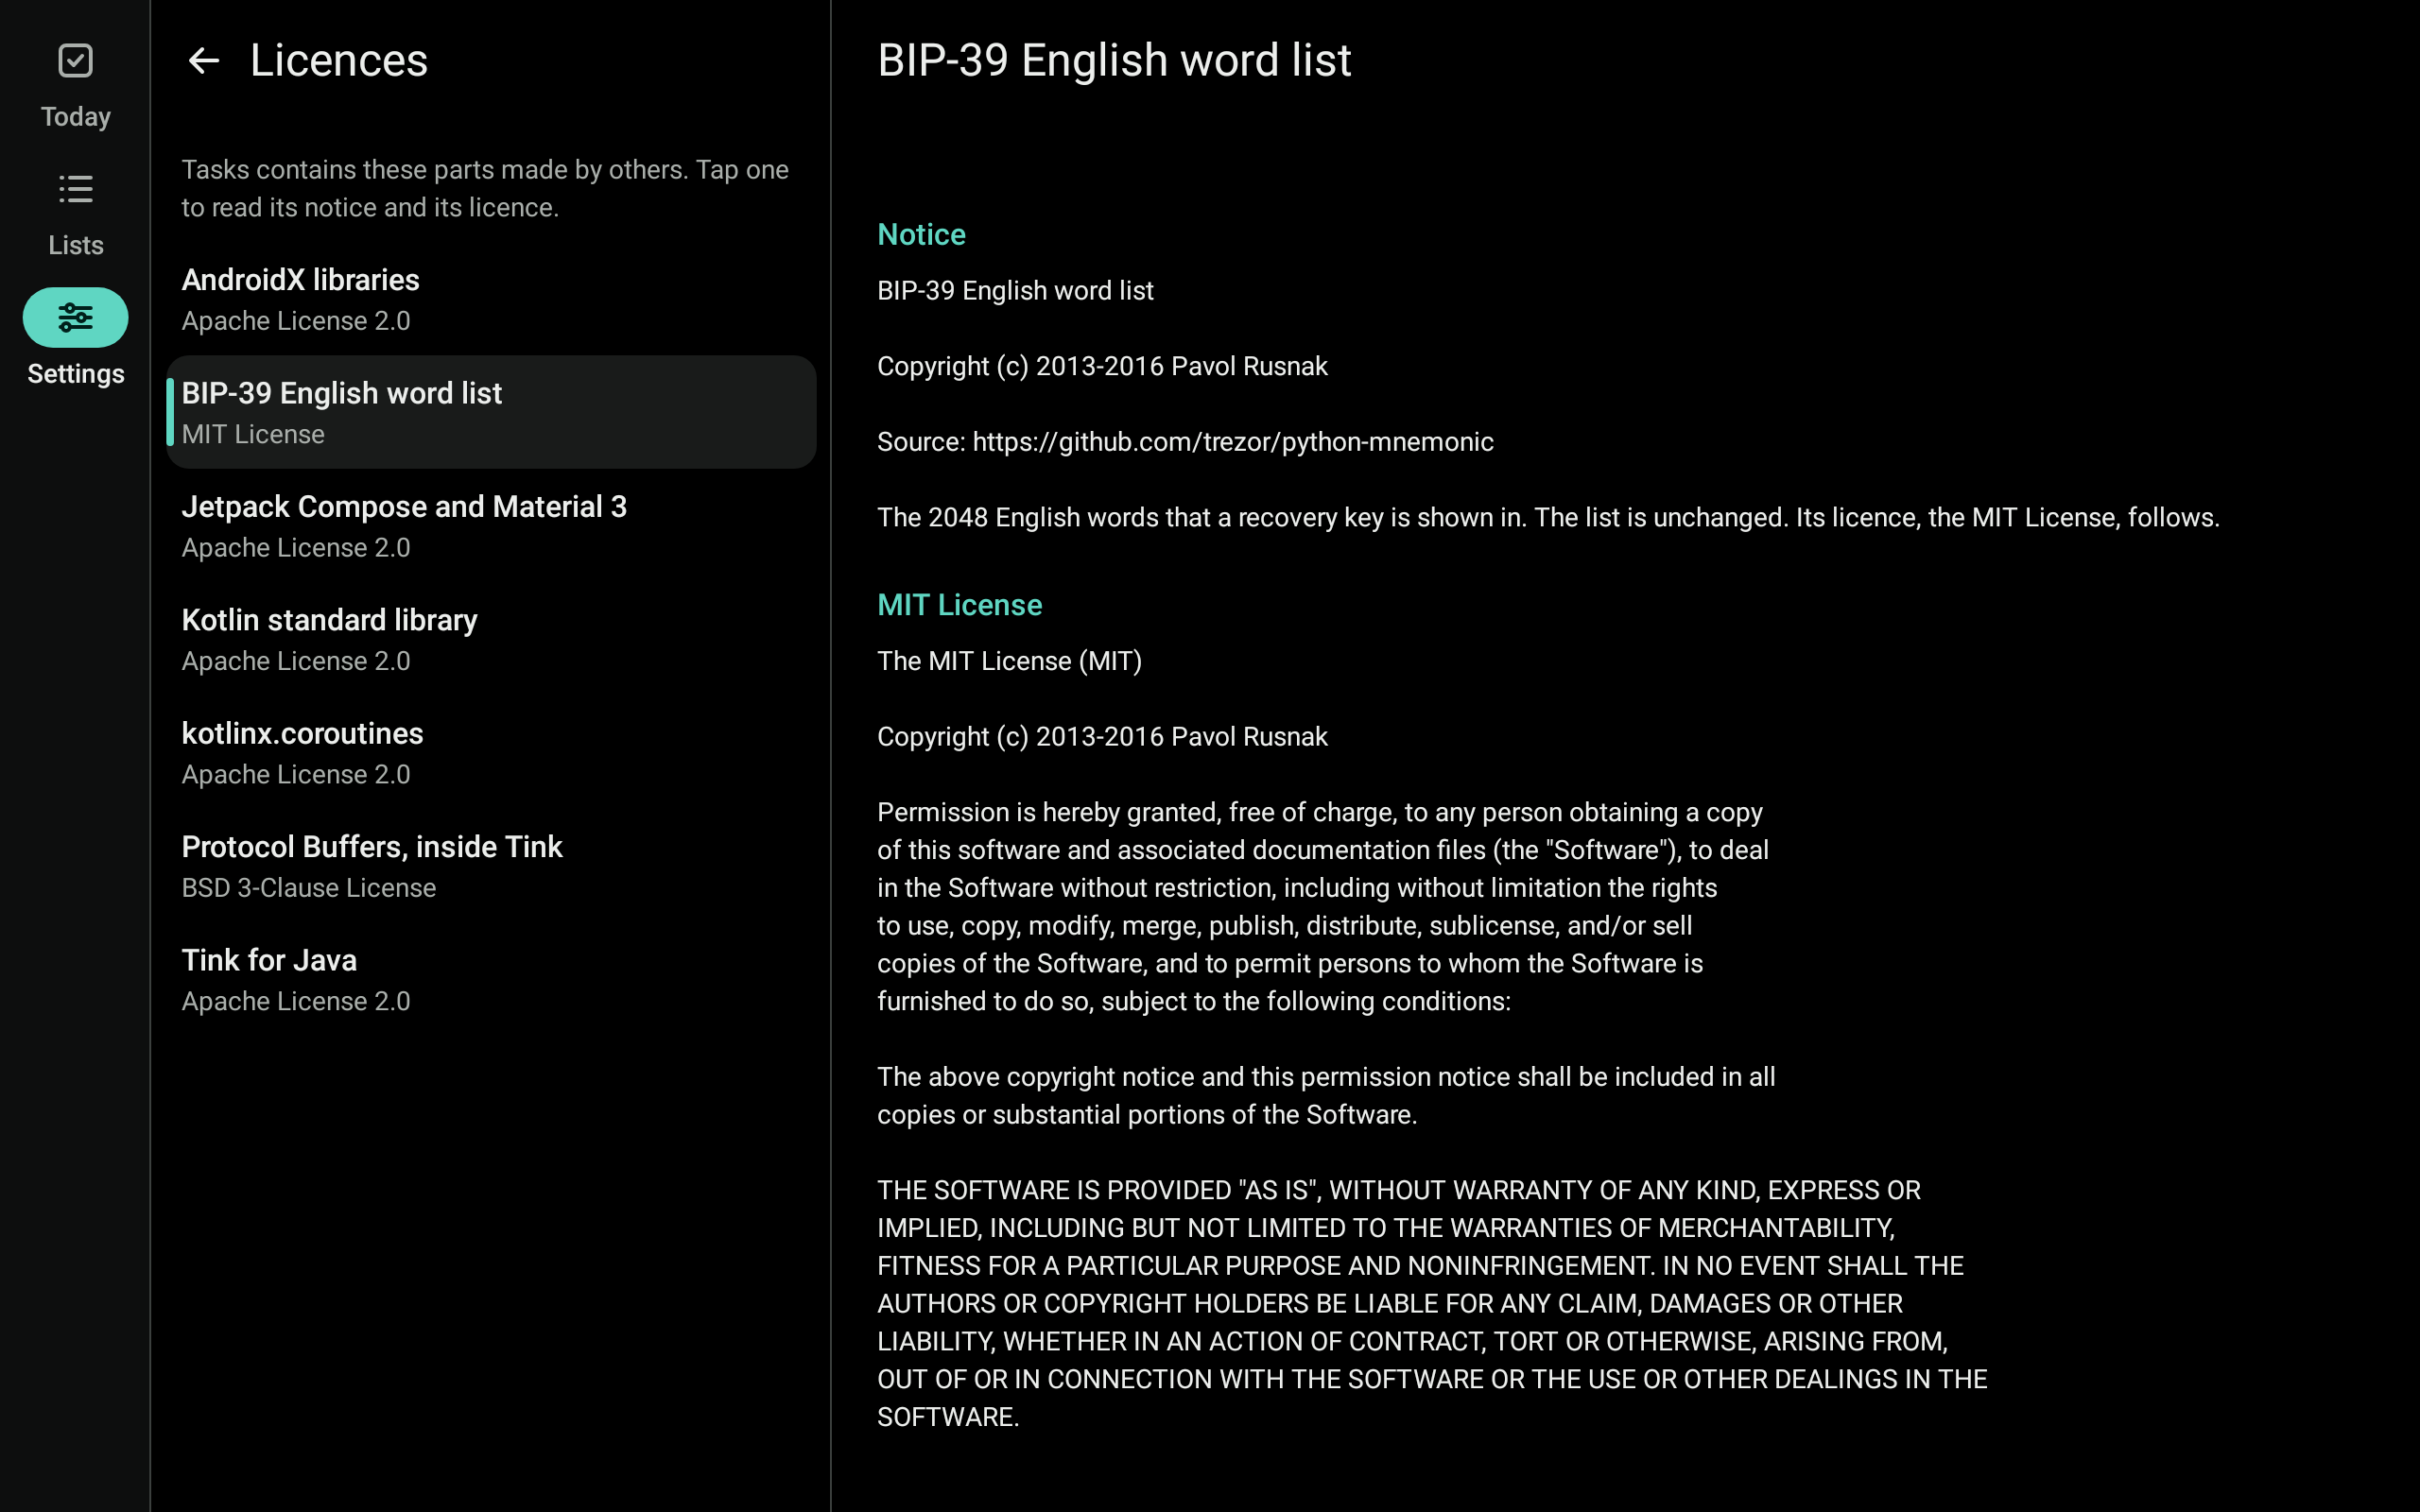 Today
Lists
Settings
Licences
Tasks contains these parts made by others. Tap one
to read its notice and its licence.
AndroidX libraries
Apache License 2.0
BIP-39 English word list
MIT License
Jetpack Compose and Material 3
Apache License 2.0
Kotlin standard library
Apache License 2.0
kotlinx.coroutines
Apache License 2.0
Protocol Buffers, inside Tink
BSD 3-Clause License
Tink for Java
Apache License 2.0
BIP-39 English word list
Notice
BIP-39 English word list
Copyright (c) 2013-2016 Pavol Rusnak
Source: https://github.com/trezor/python-mnemonic
The 2048 English words that a recovery key is shown in. The list is unchanged. Its licence, the MIT License, follows.
MIT License
The MIT License (MIT)
Copyright (c) 2013-2016 Pavol Rusnak
Permission is hereby granted, free of charge, to any person obtaining a copy
of this software and associated documentation files (the "Software"), to deal
in the Software without restriction, including without limitation the rights
to use, copy, modify, merge, publish, distribute, sublicense, and/or sell
copies of the Software, and to permit persons to whom the Software is
furnished to do so, subject to the following conditions:
The above copyright notice and this permission notice shall be included in all
copies or substantial portions of the Software.
THE SOFTWARE IS PROVIDED "AS IS", WITHOUT WARRANTY OF ANY KIND, EXPRESS OR
IMPLIED, INCLUDING BUT NOT LIMITED TO THE WARRANTIES OF MERCHANTABILITY,
FITNESS FOR A PARTICULAR PURPOSE AND NONINFRINGEMENT. IN NO EVENT SHALL THE
AUTHORS OR COPYRIGHT HOLDERS BE LIABLE FOR ANY CLAIM, DAMAGES OR OTHER
LIABILITY, WHETHER IN AN ACTION OF CONTRACT, TORT OR OTHERWISE, ARISING FROM,
OUT OF OR IN CONNECTION WITH THE SOFTWARE OR THE USE OR OTHER DEALINGS IN THE
SOFTWARE.